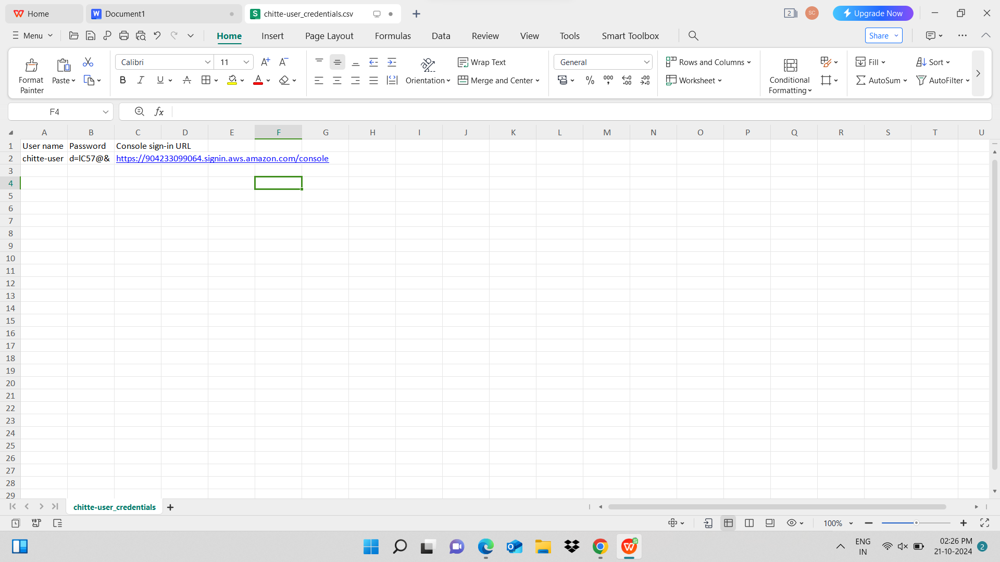 Home
Document1
chitte-user_credentials.csv
2
SC
Upgrade Now
Menu
Home
Insert
Page Layout
Formulas
Data
Review
View
Tools
Smart Toolbox
Share
Format Painter
Paste
Calibri
11
A+
A-
B
I
U
A
A
Orientation
Wrap Text
Merge and Center
General
%
000
Rows and Columns
Worksheet
Conditional Formatting
Fill
AutoSum
Sort
AutoFilter
F4
fx
A B C D E F G H I J K L M N O P Q R S T U
1 User name Password Console sign-in URL
2 chitte-user d=lC57@& https://904233099064.signin.aws.amazon.com/console
3
4
5
6
7
8
9
10
11
12
13
14
15
16
17
18
19
20
21
22
23
24
25
26
27
28
29
chitte-user_credentials
100%
ENG
IN
02:26 PM
21-10-2024
2